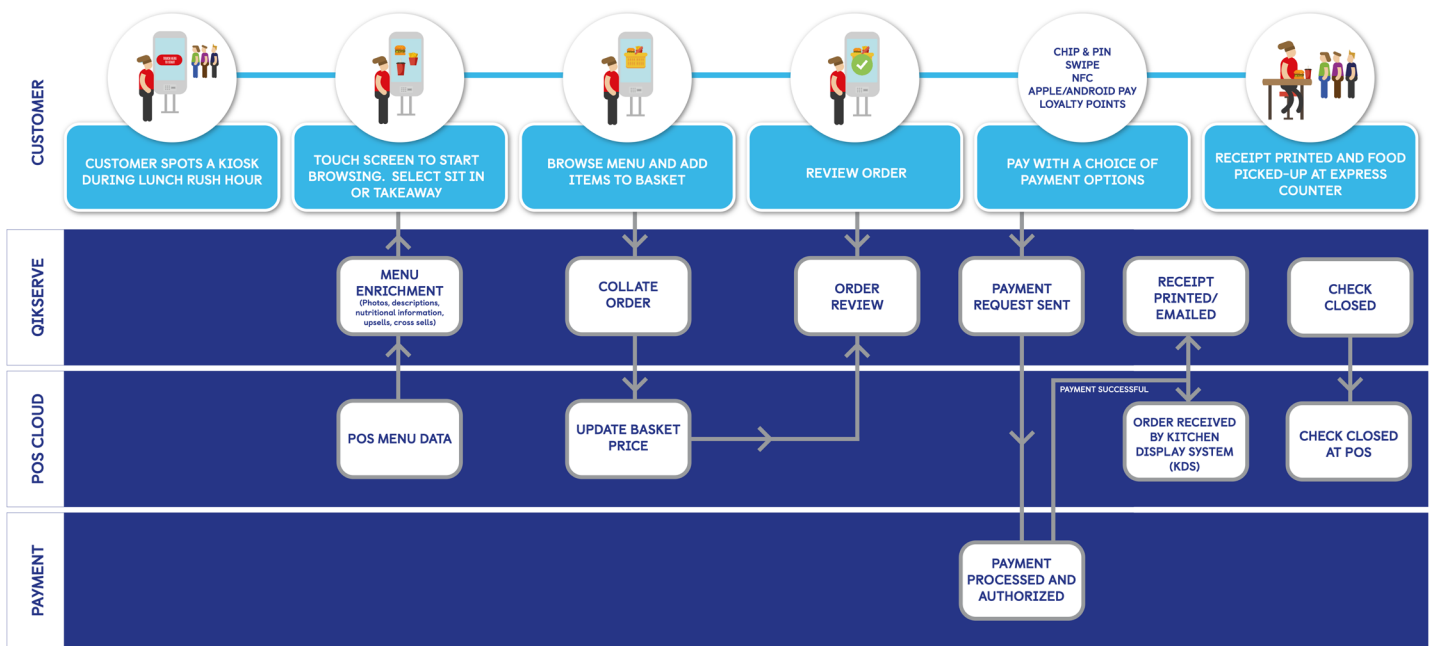 CUSTOMER
CHIP & PIN
SWIPE
NFC
APPLE/ANDROID PAY
LOYALTY POINTS
CUSTOMER SPOTS A KIOSK
DURING LUNCH RUSH HOUR
TOUCH SCREEN TO START
BROWSING. SELECT SIT IN
OR TAKEAWAY
BROWSE MENU AND ADD
ITEMS TO BASKET
REVIEW ORDER
PAY WITH A CHOICE OF
PAYMENT OPTIONS
RECEIPT PRINTED AND FOOD
PICKED-UP AT EXPRESS
COUNTER
QIKSERVE
MENU
ENRICHMENT
(Photos, descriptions,
nutritional information,
upsells, cross sells)
COLLATE
ORDER
ORDER
REVIEW
PAYMENT
REQUEST SENT
RECEIPT
PRINTED/
EMAILED
CHECK
CLOSED
POS CLOUD
POS MENU DATA
UPDATE BASKET
PRICE
PAYMENT SUCCESSFUL
ORDER RECEIVED
BY KITCHEN
DISPLAY SYSTEM
(KDS)
CHECK CLOSED
AT POS
PAYMENT
PAYMENT
PROCESSED AND
AUTHORIZED